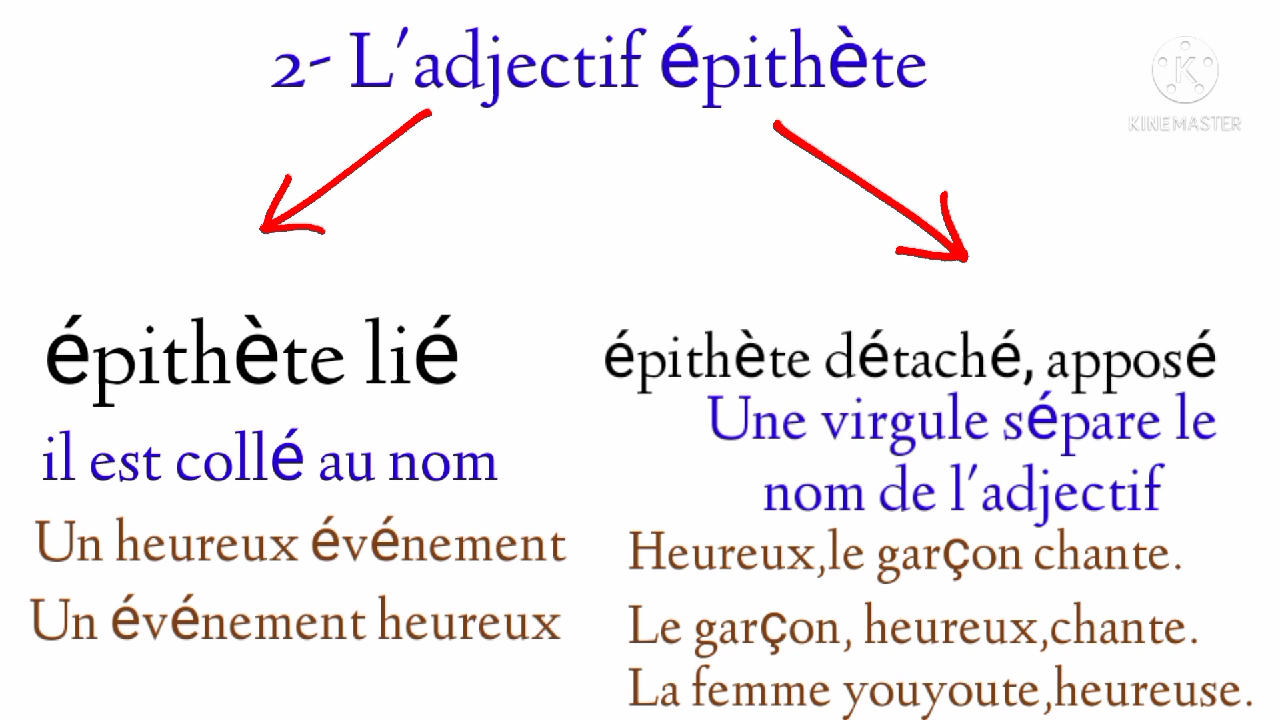 2- L'adjectif épithète
KINEMASTER
épithète lié
il est collé au nom
Un heureux événement
Un événement heureux
épithète détaché, apposé
Une virgule sépare le
nom de l'adjectif
Heureux,le garçon chante.
Le garçon, heureux,chante.
La femme youyoute,heureuse.